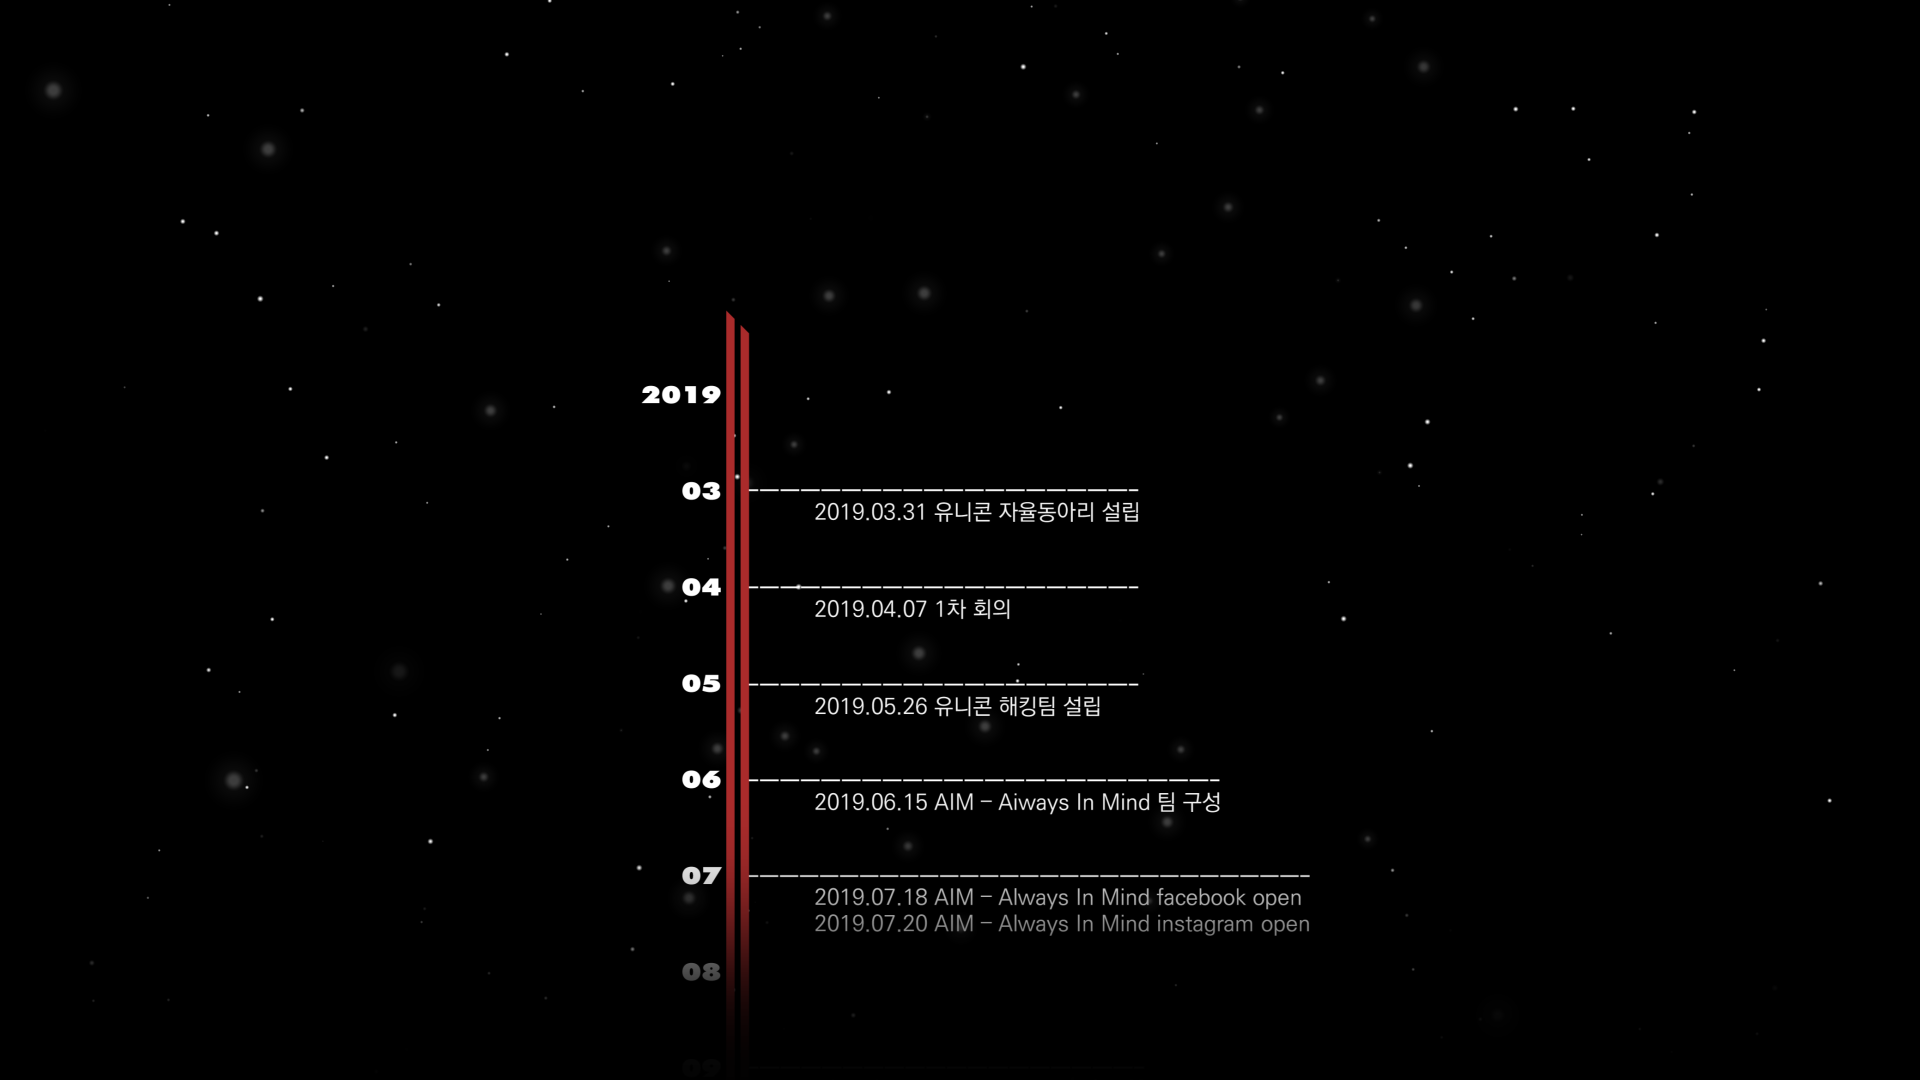 2019
03
2019.03.31 유니콘 자율동아리 설립
04
2019.04.07 1차 회의
05
2019.05.26 유니콘 해킹팀 설립
06
2019.06.15 AIM – Aiways In Mind 팀 구성
07
2019.07.18 AIM – Always In Mind facebook open
2019.07.20 AIM – Always In Mind instagram open
08
09